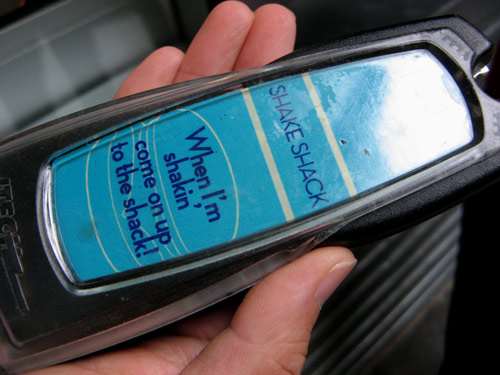 SHAKE SHACK
When I'm
shakin'
come on up
to the shack!